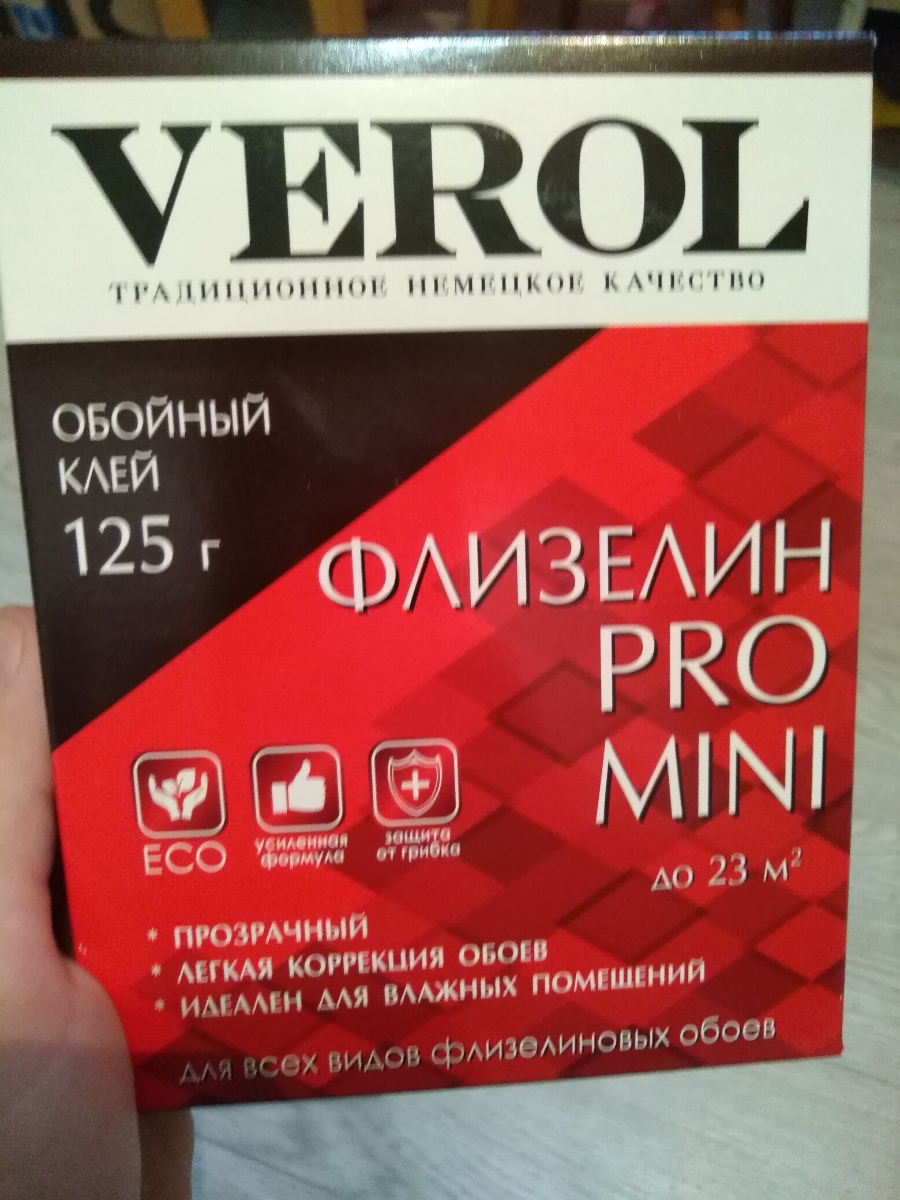 VEROL
ТРАДИЦИОННОЕ НЕМЕЦКОЕ КАЧЕСТВО
ОБОЙНЫЙ
КЛЕЙ
125 г
ФЛИЗЕЛИН
PRO
MINI
ECO
усиленная
формула
защита
от грибка
до 23 м²
* ПРОЗРАЧНЫЙ
* ЛЕГКАЯ КОРРЕКЦИЯ ОБОЕВ
* ИДЕАЛЕН ДЛЯ ВЛАЖНЫХ ПОМЕЩЕНИЙ
для всех видов флизелиновых обоев